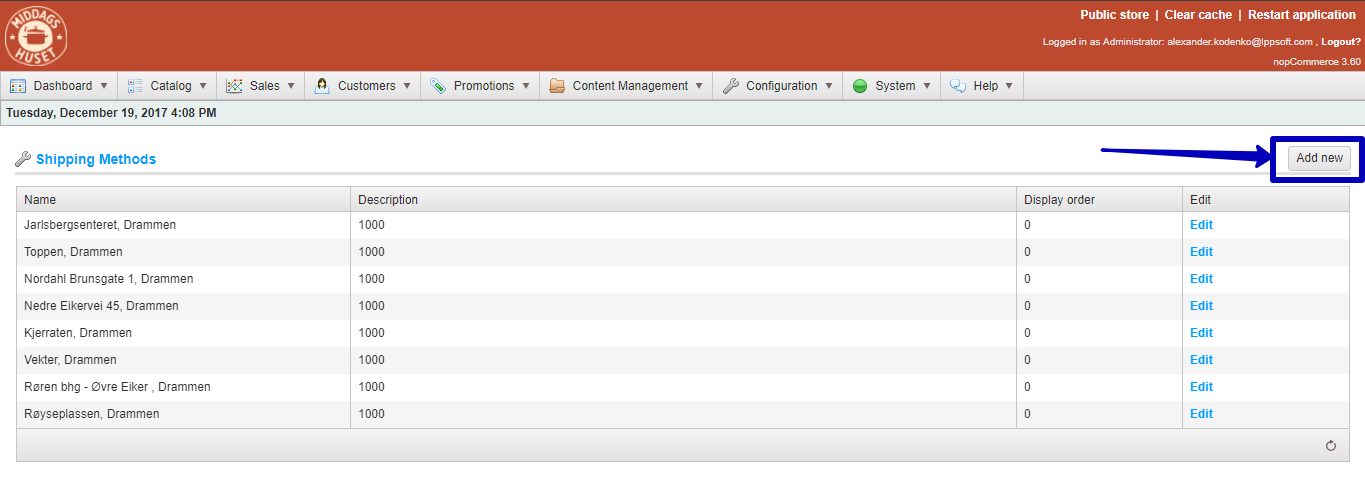 MIDDAGS
HUSET
Public store | Clear cache | Restart application
Logged in as Administrator: alexander.kodenko@lppsoft.com , Logout?
nopCommerce 3.60
Dashboard Catalog Sales Customers Promotions Content Management Configuration System Help
Tuesday, December 19, 2017 4:08 PM
Shipping Methods Add new
Name Description Display order Edit
Jarlsbergsenteret, Drammen 1000 0 Edit
Toppen, Drammen 1000 0 Edit
Nordahl Brunsgate 1, Drammen 1000 0 Edit
Nedre Eikervei 45, Drammen 1000 0 Edit
Kjerraten, Drammen 1000 0 Edit
Vekter, Drammen 1000 0 Edit
Røren bhg - Øvre Eiker , Drammen 1000 0 Edit
Røyseplassen, Drammen 1000 0 Edit